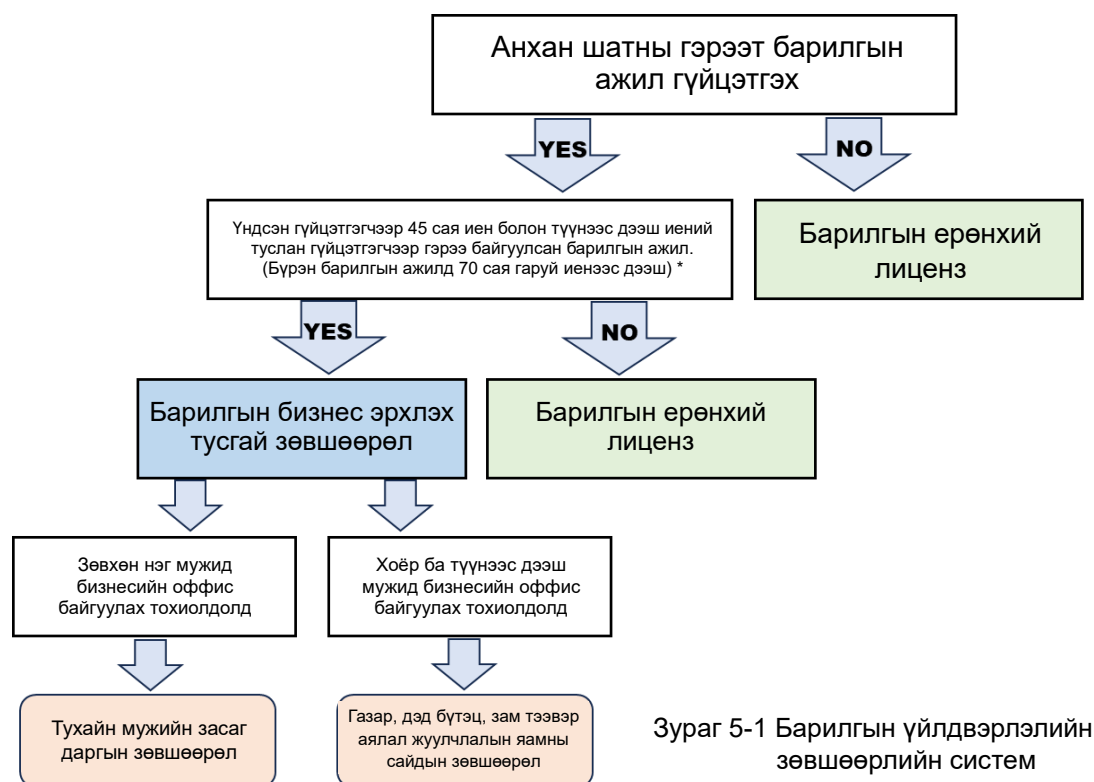 Анхан шатны гэрээт барилгын
ажил гүйцэтгэх
YES
NO
Үндсэн гүйцэтгэгчээр 45 сая иен болон түүнээс дээш иений
туслан гүйцэтгэгчээр гэрээ байгуулсан барилгын ажил.
(Бүрэн барилгын ажилд 70 сая гаруй иенээс дээш) *
Барилгын ерөнхий
лиценз
YES
NO
Барилгын бизнес эрхлэх
тусгай зөвшөөрөл
Барилгын ерөнхий
лиценз
Зөвхөн нэг мужид
бизнесийн оффис
байгуулах тохиолдолд
Хоёр ба түүнээс дээш
мужид бизнесийн оффис
байгуулах тохиолдолд
Тухайн мужийн засаг
даргын зөвшөөрөл
Газар, дэд бүтэц, зам тээвэр
аялал жуулчлалын яамны
сайдын зөвшөөрөл
Зураг 5-1 Барилгын үйлдвэрлэлийн
зөвшөөрлийн систем